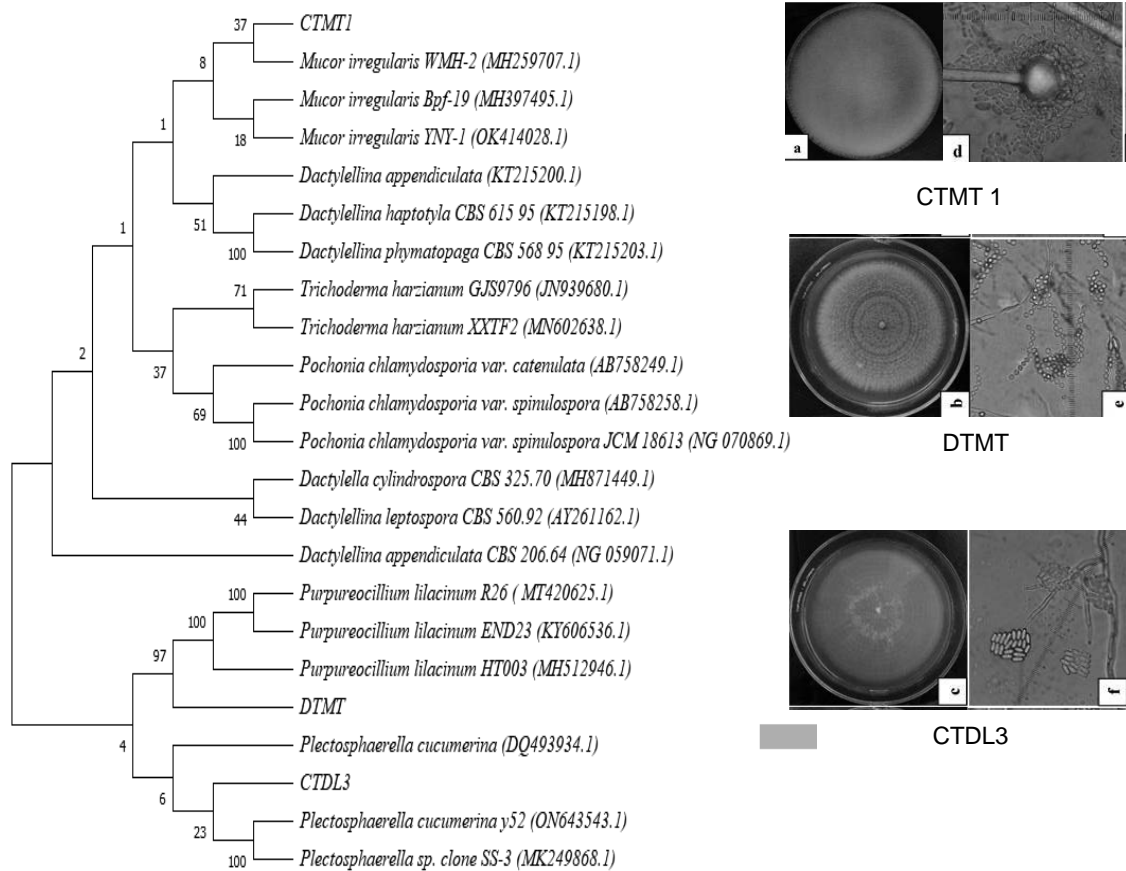 37
CTMT1
Mucor irregularis WMH-2 (MH259707.1)
8
Mucor irregularis Bpf-19 (MH397495.1)
18
Mucor irregularis YNY-1 (OK414028.1)
1
Dactylellina appendiculata (KT215200.1)
51
Dactylellina haptotyla CBS 615 95 (KT215198.1)
100
Dactylellina phymatopaga CBS 568 95 (KT215203.1)
1
71
Trichoderma harzianum GJS9796 (JN939680.1)
Trichoderma harzianum XXTF2 (MN602638.1)
37
Pochonia chlamydosporia var. catenulata (AB758249.1)
69
Pochonia chlamydosporia var. spinulospora (AB758258.1)
100
Pochonia chlamydosporia var. spinulospora JCM 18613 (NG 070869.1)
2
Dactylella cylindrospora CBS 325.70 (MH871449.1)
44
Dactylellina leptospora CBS 560.92 (AY261162.1)
Dactylellina appendiculata CBS 206.64 (NG 059071.1)
100
Purpureocillium lilacinum R26 ( MT420625.1)
100
Purpureocillium lilacinum END23 (KY606536.1)
Purpureocillium lilacinum HT003 (MH512946.1)
97
DTMT
4
Plectosphaerella cucumerina (DQ493934.1)
6
CTDL3
23
Plectosphaerella cucumerina y52 (ON643543.1)
100
Plectosphaerella sp. clone SS-3 (MK249868.1)
a
d
CTMT 1
b
e
DTMT
c
f
CTDL3